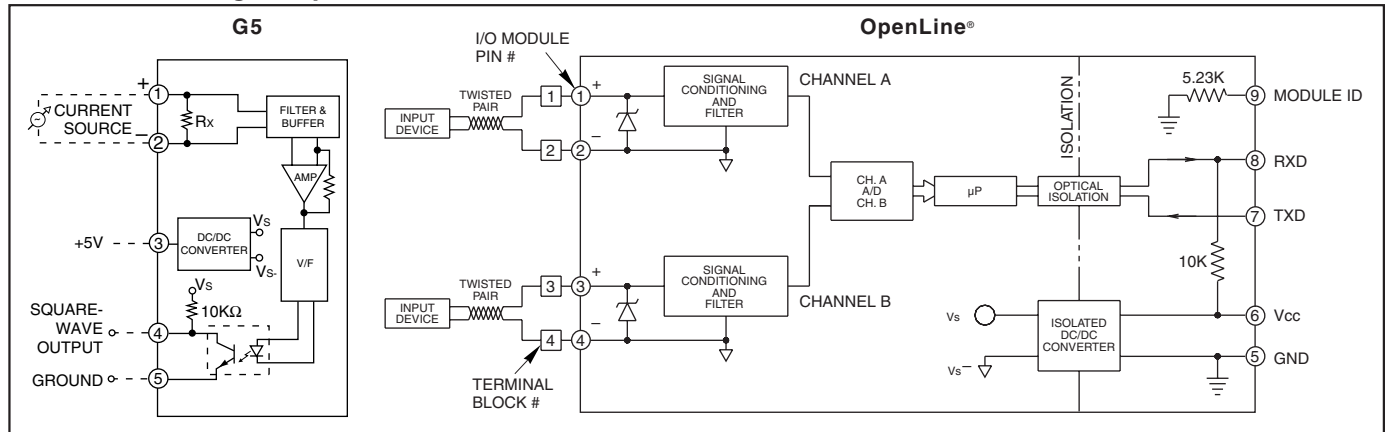 G5
+
1
CURRENT
SOURCE
–
2
Rx
FILTER &
BUFFER
AMP
+5V
3
DC/DC
CONVERTER
Vs
Vs-
V/F
Vs
10KΩ
SQUARE-
WAVE
OUTPUT
4
GROUND
5
OpenLine®
I/O MODULE
PIN #
INPUT
DEVICE
TWISTED
PAIR
1
1
+
2
2
–
SIGNAL
CONDITIONING
AND
FILTER
CHANNEL A
INPUT
DEVICE
TWISTED
PAIR
3
3
+
4
4
–
SIGNAL
CONDITIONING
AND
FILTER
CHANNEL B
TERMINAL
BLOCK #
CH. A
A/D
CH. B
µP
ISOLATION
OPTICAL
ISOLATION
5.23K
9
MODULE ID
8
RXD
7
TXD
10K
Vs
Vs–
ISOLATED
DC/DC
CONVERTER
6
Vcc
5
GND